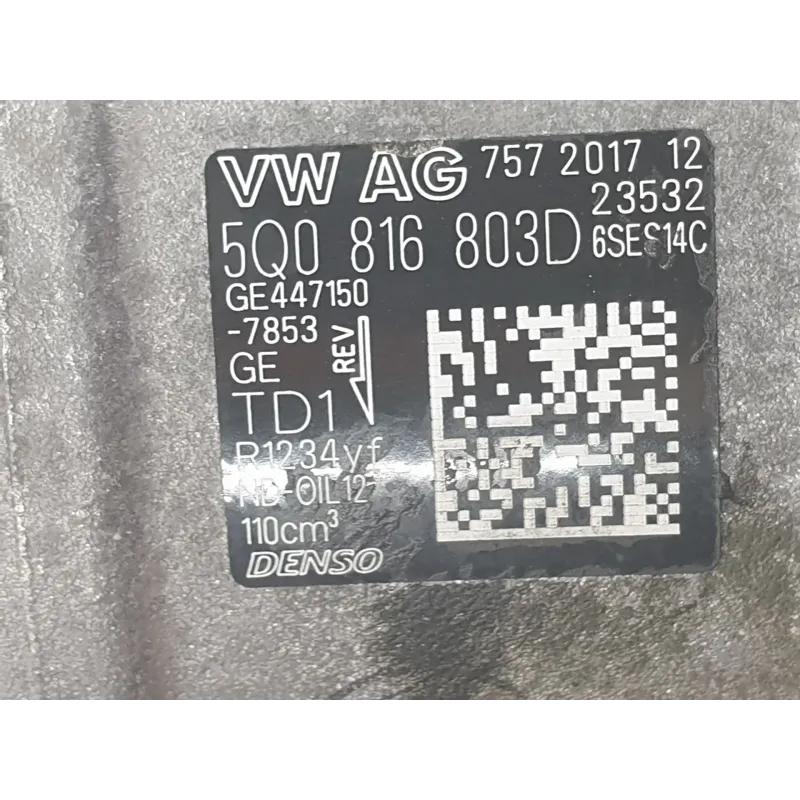 VW AG 757 2017 12
23532
5Q0 816 803D 6SES14C
GE447150
-7853
GE
REV
TD1
R1234yf
ND-OIL12
110cm³
DENSO